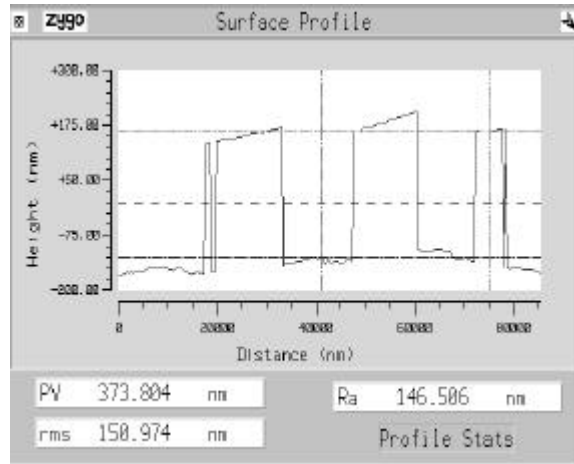 zygo Surface Profile
+300.00
+175.00
+50.00
-75.00
-200.00
Height (nm)
0 20000 40000 60000 80000
Distance (nm)
PV 373.804 nm
Ra 146.506 nm
rms 150.974 nm
Profile Stats